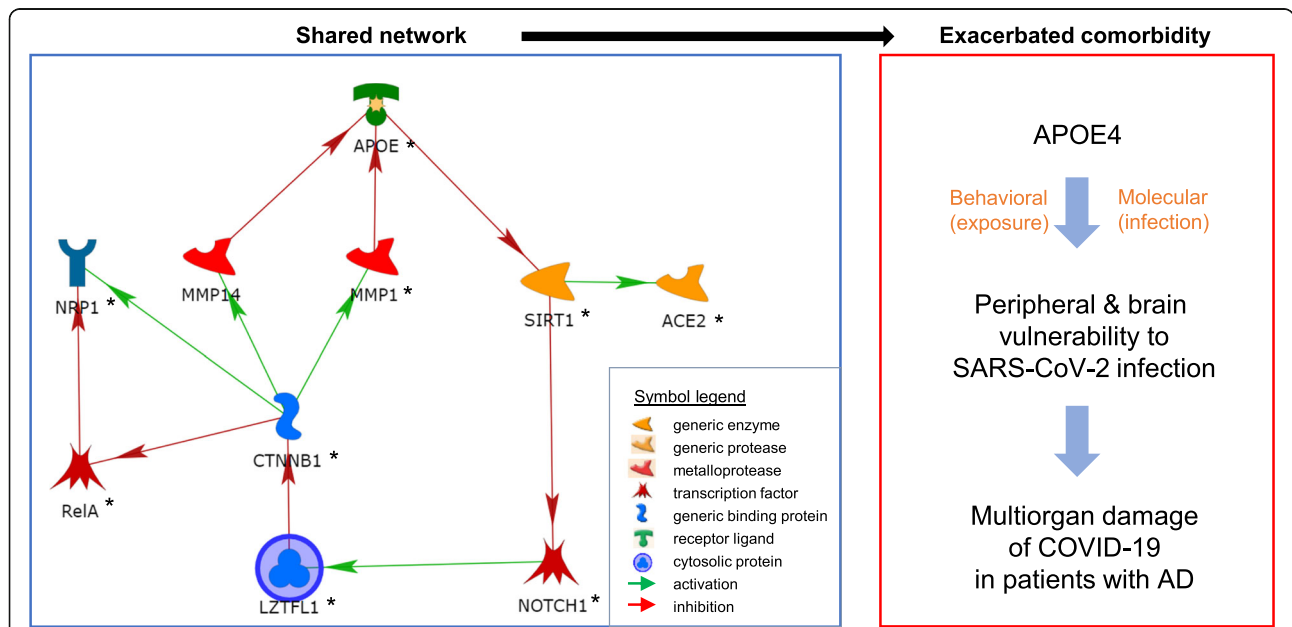 Shared network
Exacerbated comorbidity
APOE *
NRP1 *
MMP14
MMP1 *
SIRT1 *
ACE2 *
CTNNB1 *
RelA *
LZTFL1 *
NOTCH1 *
Symbol legend
generic enzyme
generic protease
metalloprotease
transcription factor
generic binding protein
receptor ligand
cytosolic protein
activation
inhibition
APOE4
Behavioral
(exposure)
Molecular
(infection)
Peripheral & brain
vulnerability to
SARS-CoV-2 infection
Multiorgan damage
of COVID-19
in patients with AD